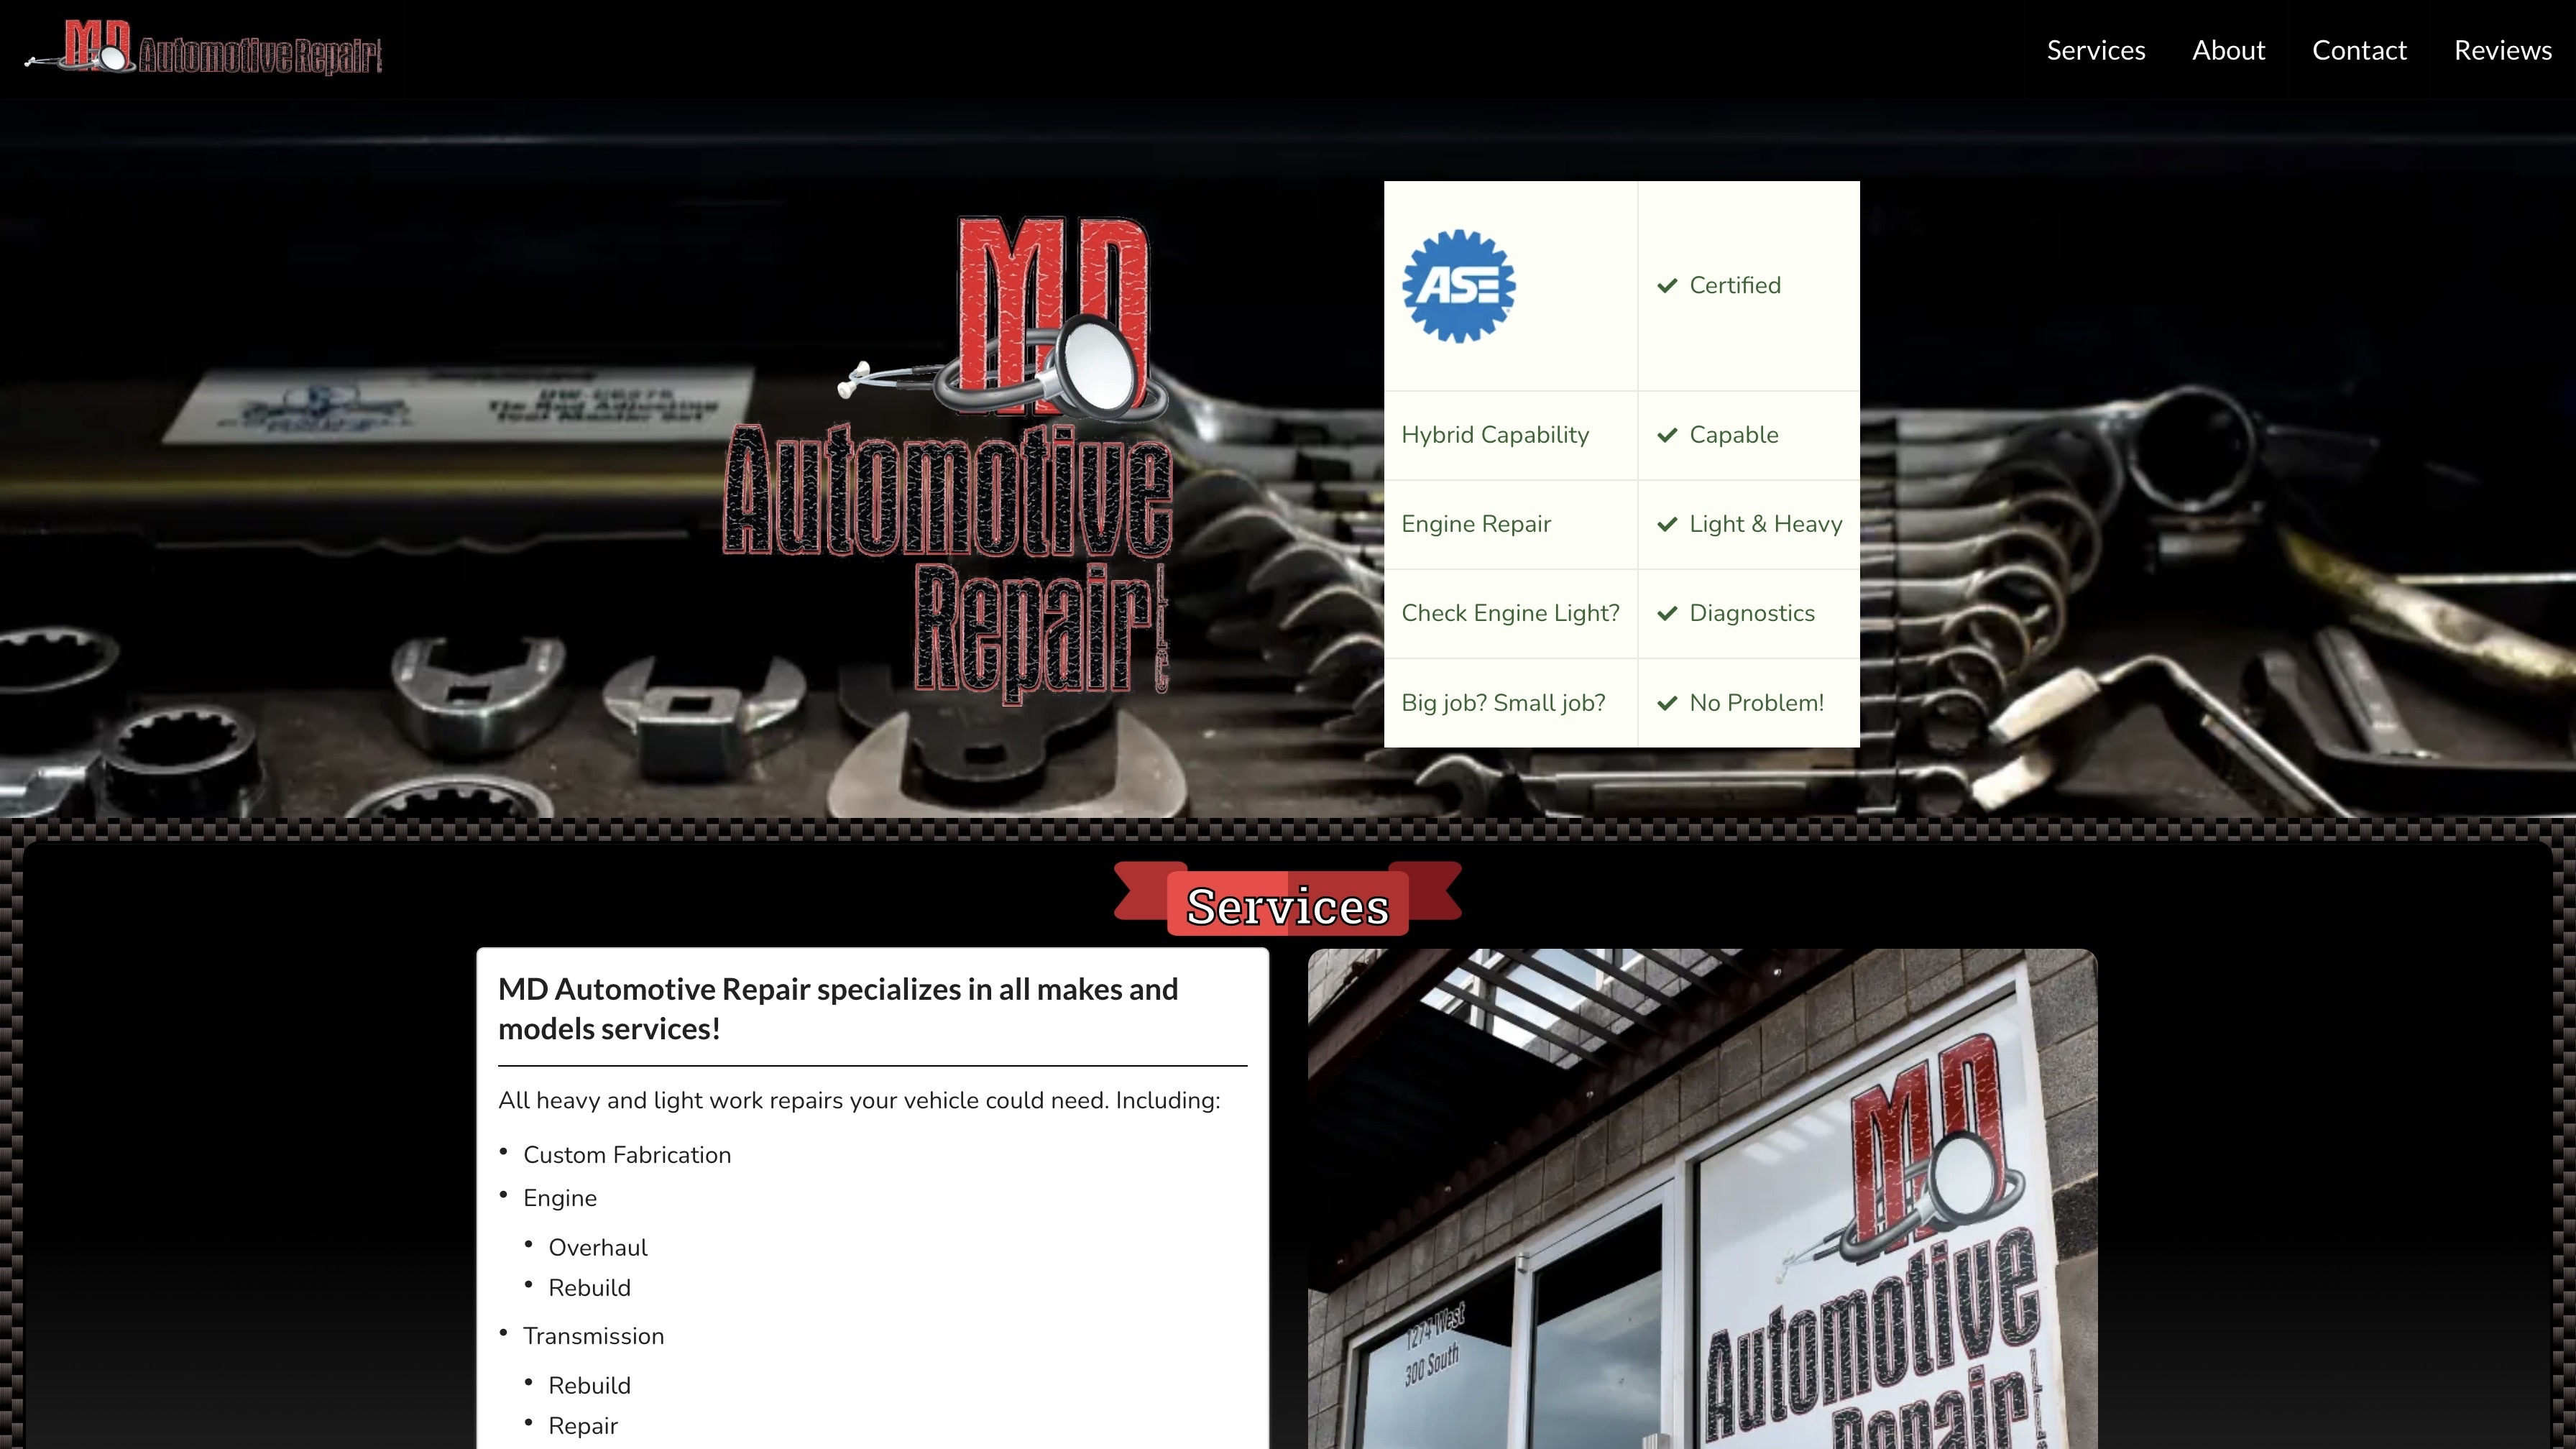 MD Automotive Repair
Services
About
Contact
Reviews
MD
Automotive
Repair
ASE
Certified
Hybrid Capability
Capable
Engine Repair
Light & Heavy
Check Engine Light?
Diagnostics
Big job? Small job?
No Problem!
Services
MD Automotive Repair specializes in all makes and
models services!
All heavy and light work repairs your vehicle could need. Including:
• Custom Fabrication
• Engine
• Overhaul
• Rebuild
• Transmission
• Rebuild
• Repair
MD
Automotive
Repair
1274 West
300 South